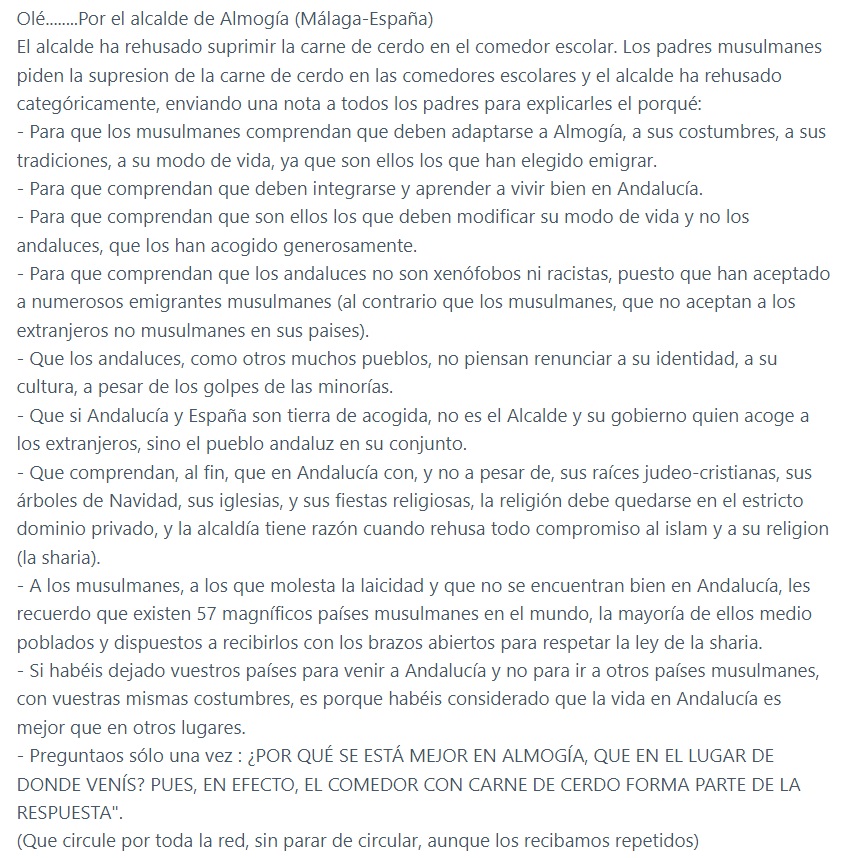 Olé........Por el alcalde de Almogía (Málaga-España)
El alcalde ha rehusado suprimir la carne de cerdo en el comedor escolar. Los padres musulmanes
piden la supresion de la carne de cerdo en las comedores escolares y el alcalde ha rehusado
categóricamente, enviando una nota a todos los padres para explicarles el porqué:
- Para que los musulmanes comprendan que deben adaptarse a Almogía, a sus costumbres, a sus
tradiciones, a su modo de vida, ya que son ellos los que han elegido emigrar.
- Para que comprendan que deben integrarse y aprender a vivir bien en Andalucía.
- Para que comprendan que son ellos los que deben modificar su modo de vida y no los
andaluces, que los han acogido generosamente.
- Para que comprendan que los andaluces no son xenófobos ni racistas, puesto que han aceptado
a numerosos emigrantes musulmanes (al contrario que los musulmanes, que no aceptan a los
extranjeros no musulmanes en sus paises).
- Que los andaluces, como otros muchos pueblos, no piensan renunciar a su identidad, a su
cultura, a pesar de los golpes de las minorías.
- Que si Andalucía y España son tierra de acogida, no es el Alcalde y su gobierno quien acoge a
los extranjeros, sino el pueblo andaluz en su conjunto.
- Que comprendan, al fin, que en Andalucía con, y no a pesar de, sus raíces judeo-cristianas, sus
árboles de Navidad, sus iglesias, y sus fiestas religiosas, la religión debe quedarse en el estricto
dominio privado, y la alcaldía tiene razón cuando rehusa todo compromiso al islam y a su religion
(la sharia).
- A los musulmanes, a los que molesta la laicidad y que no se encuentran bien en Andalucía, les
recuerdo que existen 57 magníficos países musulmanes en el mundo, la mayoría de ellos medio
poblados y dispuestos a recibirlos con los brazos abiertos para respetar la ley de la sharia.
- Si habéis dejado vuestros países para venir a Andalucía y no para ir a otros países musulmanes,
con vuestras mismas costumbres, es porque habéis considerado que la vida en Andalucía es
mejor que en otros lugares.
- Preguntaos sólo una vez : ¿POR QUÉ SE ESTÁ MEJOR EN ALMOGÍA, QUE EN EL LUGAR DE
DONDE VENÍS? PUES, EN EFECTO, EL COMEDOR CON CARNE DE CERDO FORMA PARTE DE LA
RESPUESTA".
(Que circule por toda la red, sin parar de circular, aunque los recibamos repetidos)